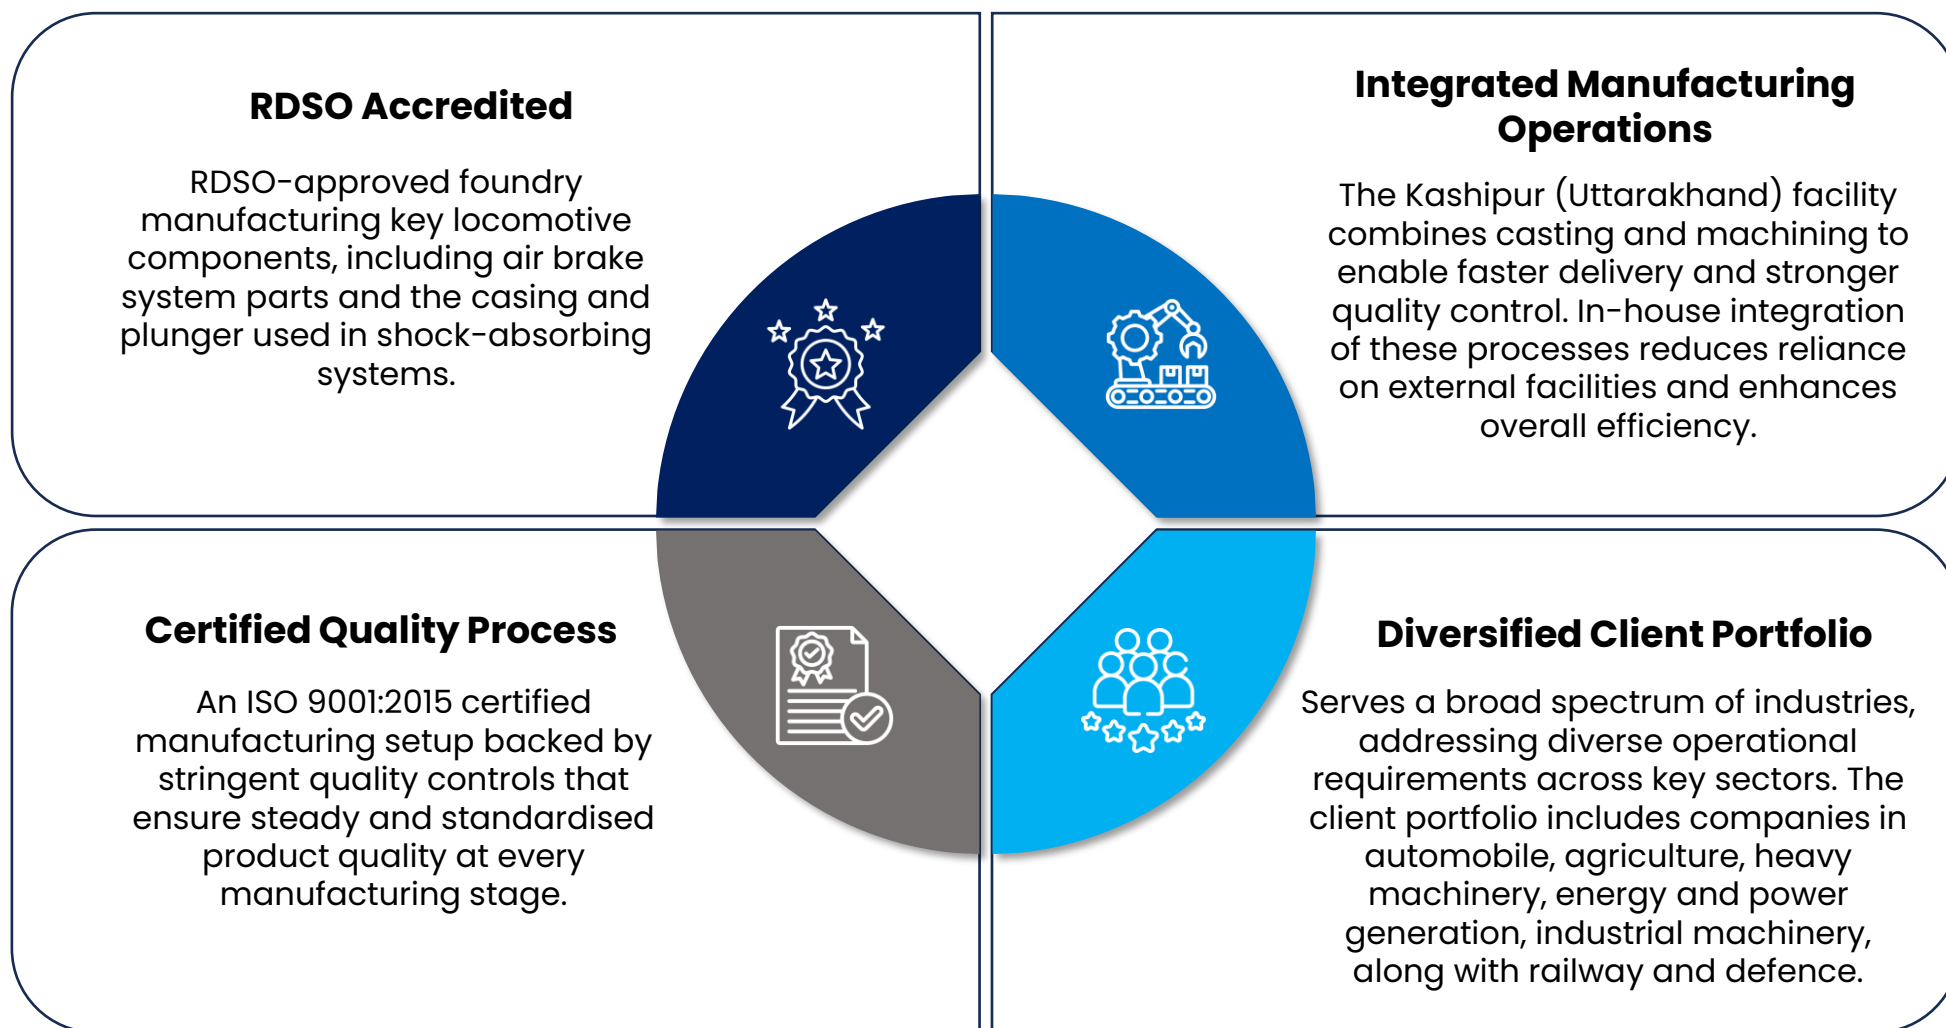 RDSO Accredited
RDSO-approved foundry
manufacturing key locomotive
components, including air brake
system parts and the casing and
plunger used in shock-absorbing
systems.
Integrated Manufacturing
Operations
The Kashipur (Uttarakhand) facility
combines casting and machining to
enable faster delivery and stronger
quality control. In-house integration
of these processes reduces reliance
on external facilities and enhances
overall efficiency.
Certified Quality Process
An ISO 9001:2015 certified
manufacturing setup backed by
stringent quality controls that
ensure steady and standardised
product quality at every
manufacturing stage.
Diversified Client Portfolio
Serves a broad spectrum of industries,
addressing diverse operational
requirements across key sectors. The
client portfolio includes companies in
automobile, agriculture, heavy
machinery, energy and power
generation, industrial machinery,
along with railway and defence.